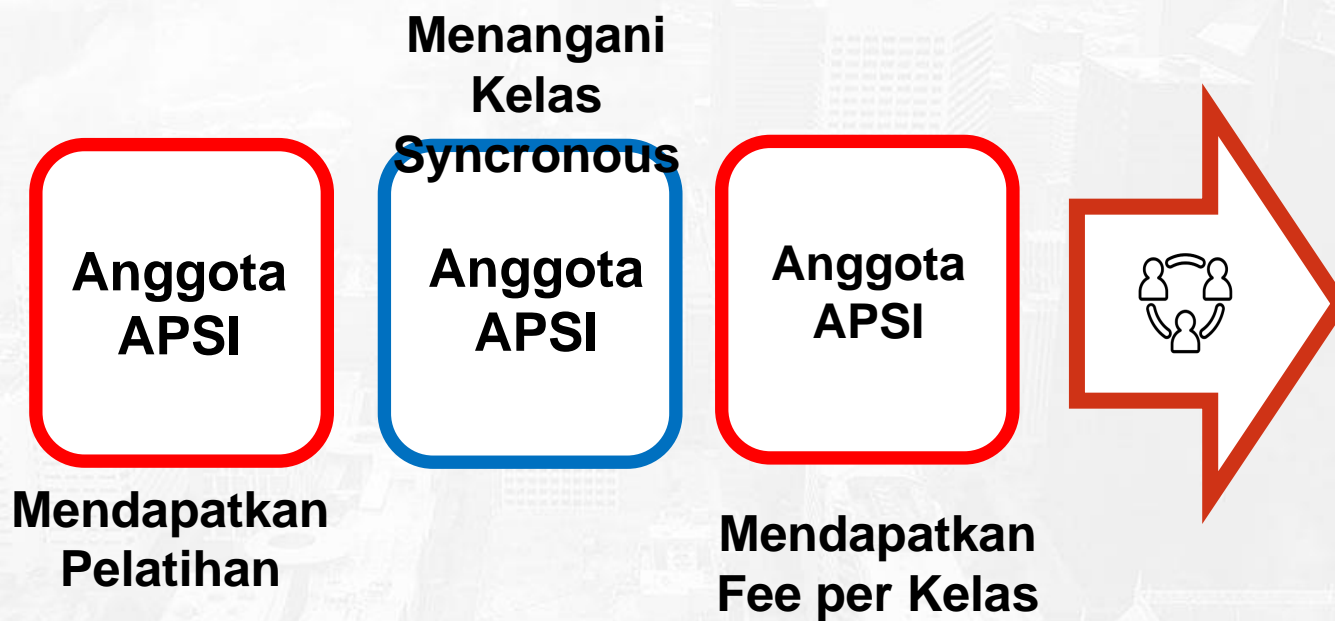 Menangani
Kelas
Syncronous
Anggota
APSI
Anggota
APSI
Anggota
APSI
Mendapatkan
Pelatihan
Mendapatkan
Fee per Kelas